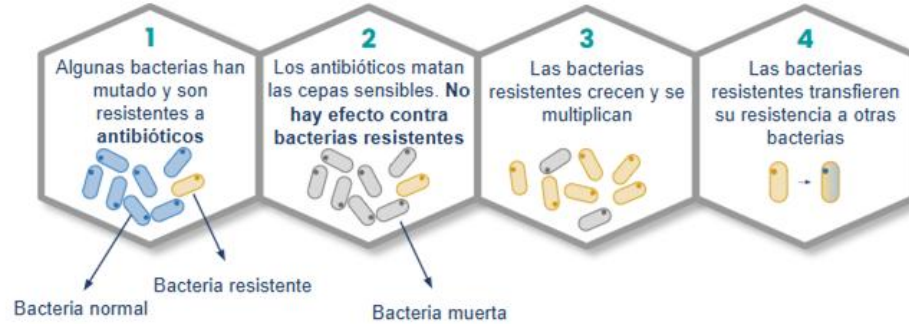 1
Algunas bacterias han
mutado y son
resistentes a
antibióticos
2
Los antibióticos matan
las cepas sensibles. No
hay efecto contra
bacterias resistentes
3
Las bacterias
resistentes crecen y se
multiplican
4
Las bacterias
resistentes transfieren
su resistencia a otras
bacterias
Bacteria normal
Bacteria resistente
Bacteria muerta